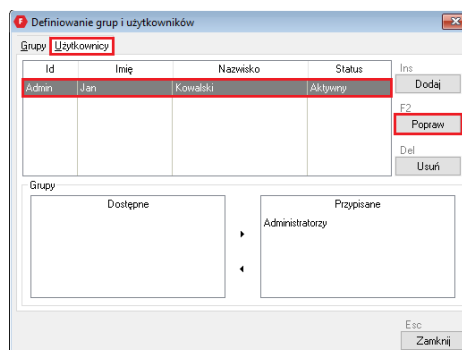 Definiowanie grup i użytkowników
Grupy Użytkownicy
Id Imię Nazwisko Status
Admin Jan Kowalski Aktywny
Ins
Dodaj
F2
Popraw
Del
Usuń
Grupy
Dostępne Przypisane
Administratorzy
Esc
Zamknij